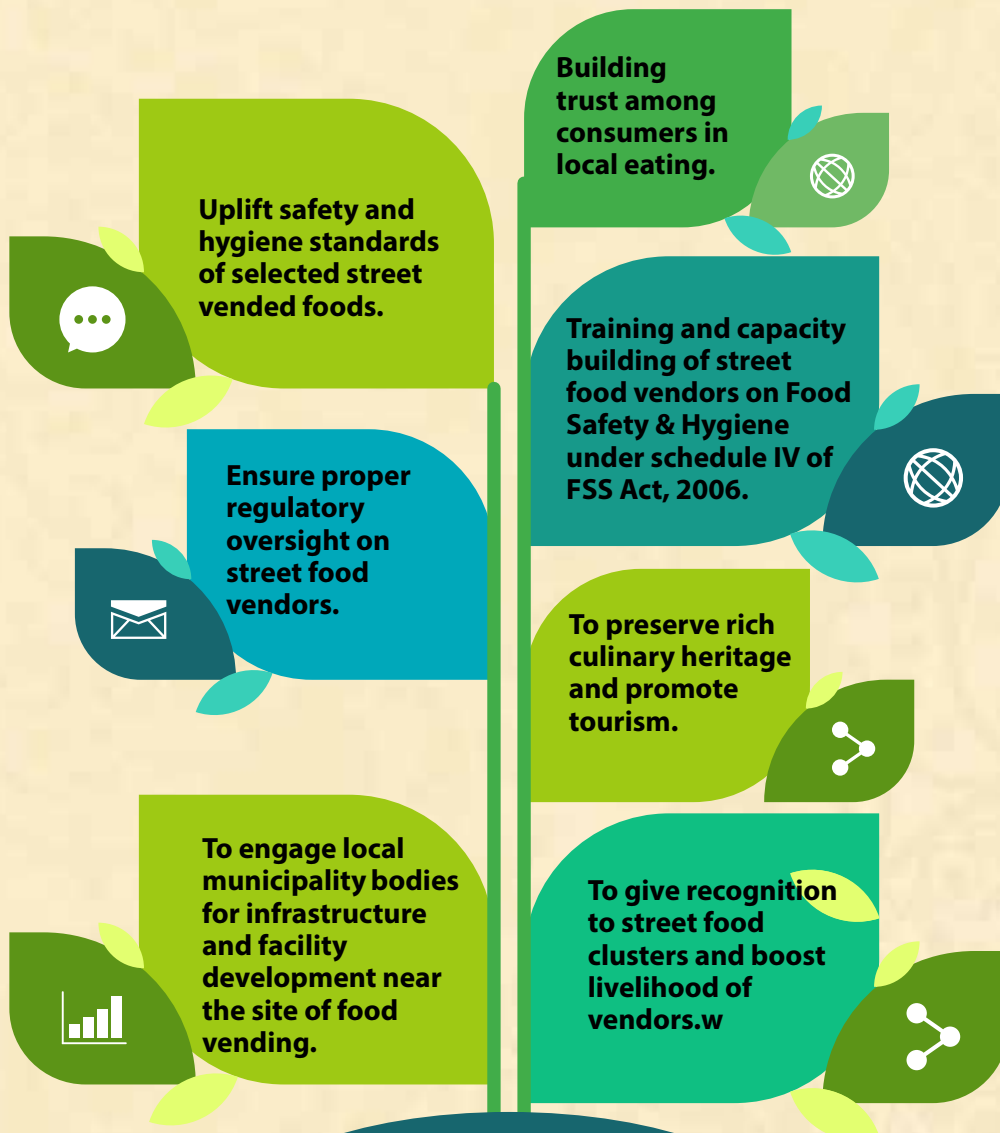 Building
trust among
consumers in
local eating.
Uplift safety and
hygiene standards
of selected street
vended foods.
Training and capacity
building of street
food vendors on Food
Safety & Hygiene
under schedule IV of
FSS Act, 2006.
Ensure proper
regulatory
oversight on
street food
vendors.
To preserve rich
culinary heritage
and promote
tourism.
To engage local
municipality bodies
for infrastructure
and facility
development near
the site of food
vending.
To give recognition
to street food
clusters and boost
livelihood of
vendors.w